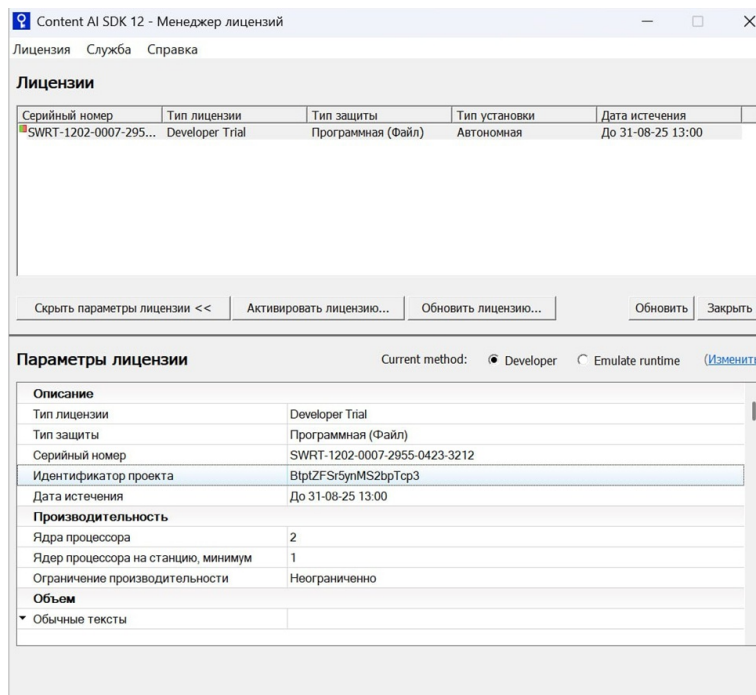 Content AI SDK 12 - Менеджер лицензий
Лицензия Служба Справка
Лицензии
Серийный номер Тип лицензии Тип защиты Тип установки Дата истечения
SWRT-1202-0007-295... Developer Trial Программная (Файл) Автономная До 31-08-25 13:00
Скрыть параметры лицензии << Активировать лицензию... Обновить лицензию... Обновить Закрыть
Параметры лицензии Current method: Developer Emulate runtime (Изменить
Описание
Тип лицензии Developer Trial
Тип защиты Программная (Файл)
Серийный номер SWRT-1202-0007-2955-0423-3212
Идентификатор проекта BtptZFSr5ynMS2bpTcp3
Дата истечения До 31-08-25 13:00
Производительность
Ядра процессора 2
Ядер процессора на станцию, минимум 1
Ограничение производительности Неограниченно
Объем
Обычные тексты